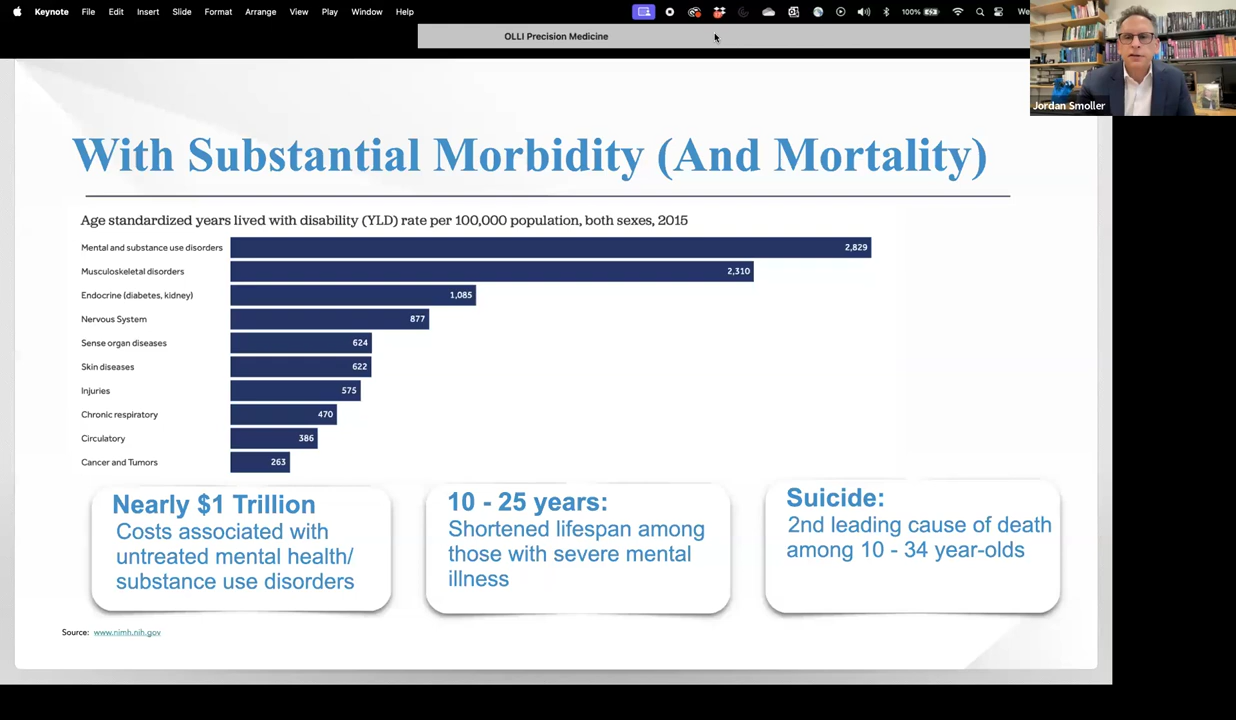 Keynote File Edit Insert Slide Format Arrange View Play Window Help 100% We
OLLI Precision Medicine
Jordan Smoller
With Substantial Morbidity (And Mortality)
Age standardized years lived with disability (YLD) rate per 100,000 population, both sexes, 2015
Mental and substance use disorders 2,829
Musculoskeletal disorders 2,310
Endocrine (diabetes, kidney) 1,085
Nervous System 877
Sense organ diseases 624
Skin diseases 622
Injuries 575
Chronic respiratory 470
Circulatory 386
Cancer and Tumors 263
Nearly $1 Trillion
Costs associated with
untreated mental health/
substance use disorders
10 - 25 years:
Shortened lifespan among
those with severe mental
illness
Suicide:
2nd leading cause of death
among 10 - 34 year-olds
Source: www.nimh.nih.gov